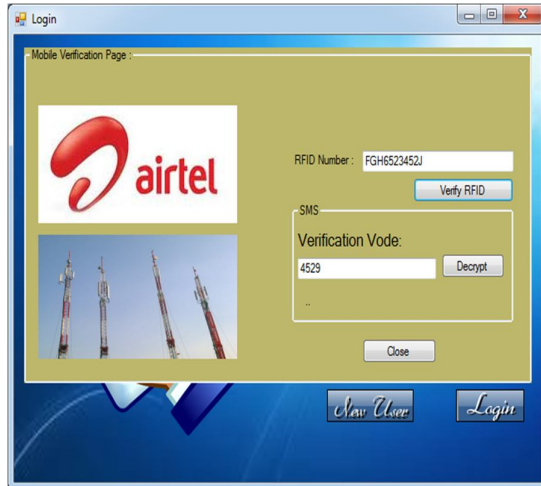 Login
Mobile Verification Page :
airtel
RFID Number : FGH6523452J
Verify RFID
SMS
Verification Vode:
4529 Decrypt
..
Close
New User Login